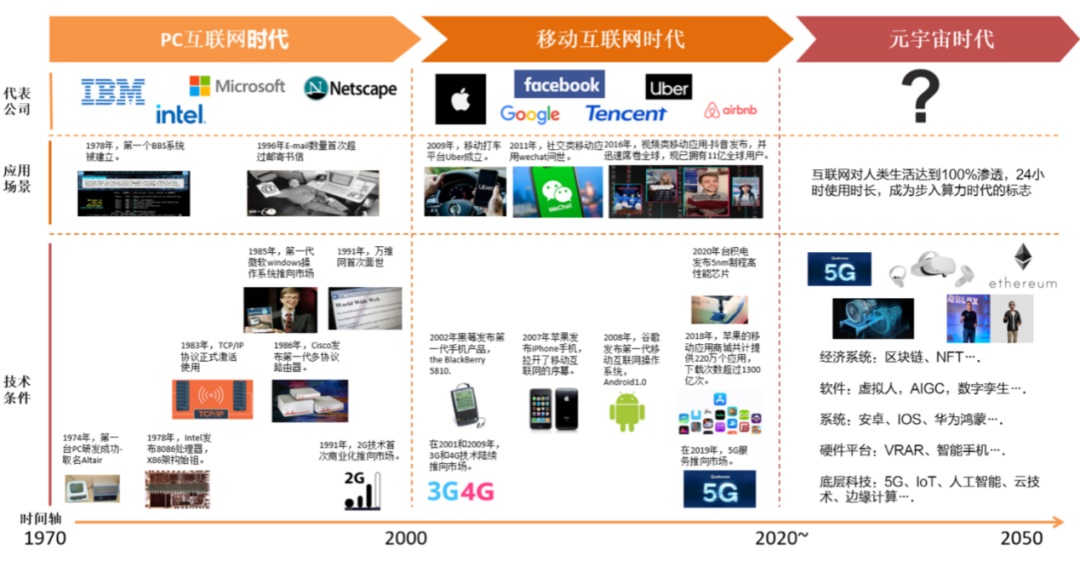 PC互联网时代
移动互联网时代
元宇宙时代
代表
公司
IBM
Microsoft
Netscape
intel
facebook
Uber
Google
Tencent
airbnb
?
应用
场景
1978年，第一个BBS系统
被建立。
1996年E-mail数量首次超
过邮寄书信
2009年，移动打车
平台Uber成立。
Uber
2011年，社交类移动应
用wechat问世。
WeChat
2016年，视频类移动应用-抖音发布，并
迅速席卷全球，现已拥有11亿全球用户。
互联网对人类生活达到100%渗透，24小
时使用时长，成为步入算力时代的标志
技术
条件
1985年，第一代
微软windows操
作系统推向市场
1991年，万维
网首次面世
World Wide Web
1983年，TCP/IP
协议正式激活
使用
TCP/IP
1986年，Cisco发
布第一代多协议
路由器。
1974年，第一
台PC研发成功-
取名Altair
1978年，Intel发
布8086处理器，
X86架构始祖。
1991年，2G技术首
次商业化推向市场。
2G
2020年台积电
发布5nm制程高
性能芯片
2002年黑莓发布第
一代手机产品，
the BlackBerry
5810.
2007年苹果发
布iPhone手机，
拉开了移动互
联网的序幕。
2008年，谷歌
发布第一代移
动互联网操作
系统，
Android1.0
2018年，苹果的移
动应用商城共计提
供220万个应用，
下载次数超过1300
亿次。
在2001和2009年，
3G和4G技术陆续
推向市场。
3G4G
在2019年，5G服
务推向市场。
5G
5G
ethereum
经济系统：区块链、NFT…．
软件：虚拟人，AIGC，数字孪生…．
系统：安卓、IOS、华为鸿蒙…．
硬件平台：VRAR、智能手机…．
底层科技：5G、IoT、人工智能、云技
术、边缘计算…．
时间轴
1970
2000
2020~
2050